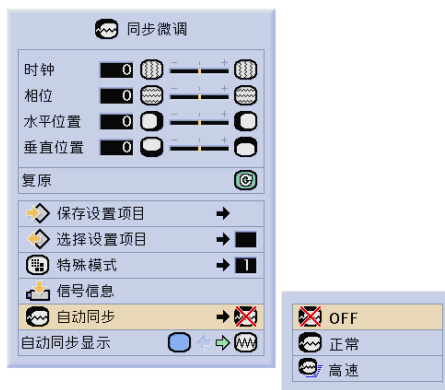 同步微调
时钟 0
相位 0
水平位置 0
垂直位置 0
复原
保存设置项目
选择设置项目
特殊模式 1
信号信息
自动同步
自动同步显示
OFF
正常
高速